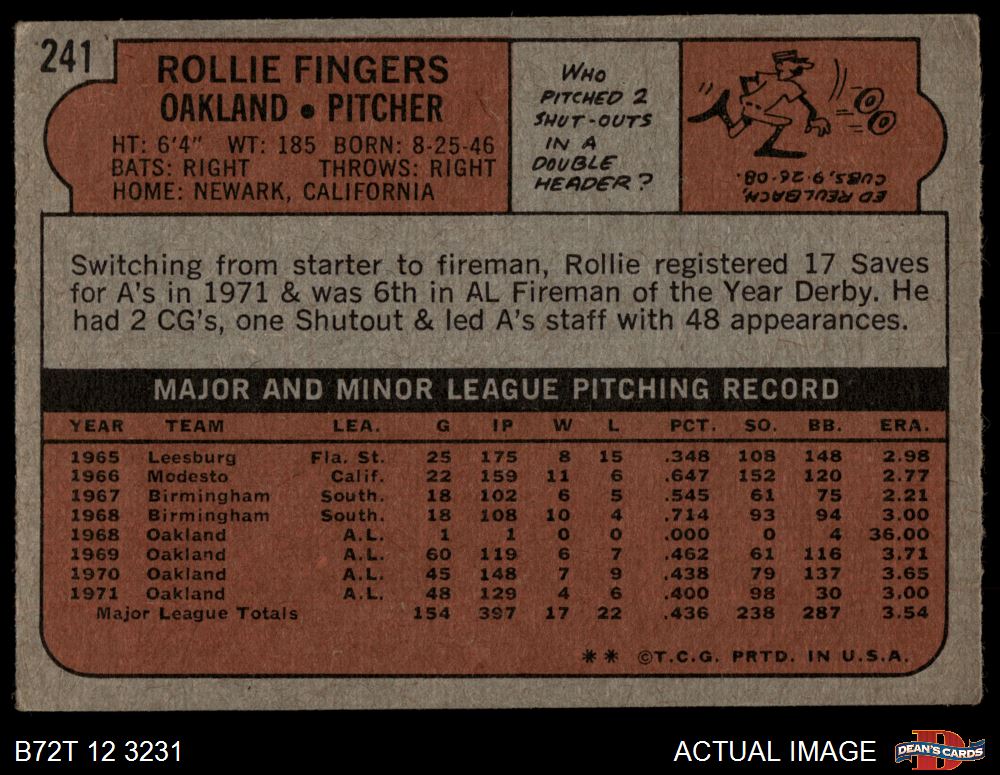 241
ROLLIE FINGERS
OAKLAND • PITCHER
HT: 6'4" WT: 185 BORN: 8-25-46
BATS: RIGHT THROWS: RIGHT
HOME: NEWARK, CALIFORNIA
WHO
PITCHED 2
SHUT-OUTS
IN A
DOUBLE
HEADER?
ED REULBACH,
CUBS, 9-26-08.
Switching from starter to fireman, Rollie registered 17 Saves
for A's in 1971 & was 6th in AL Fireman of the Year Derby. He
had 2 CG's, one Shutout & led A's staff with 48 appearances.
MAJOR AND MINOR LEAGUE PITCHING RECORD
YEAR TEAM LEA. G IP W L PCT. SO. BB. ERA.
1965 Leesburg Fla. St. 25 175 8 15 .348 108 148 2.98
1966 Modesto Calif. 22 159 11 6 .647 152 120 2.77
1967 Birmingham South. 18 102 6 5 .545 61 75 2.21
1968 Birmingham South. 18 108 10 4 .714 93 94 3.00
1968 Oakland A.L. 1 1 0 0 .000 0 4 36.00
1969 Oakland A.L. 60 119 6 7 .462 61 116 3.71
1970 Oakland A.L. 45 148 7 9 .438 79 137 3.65
1971 Oakland A.L. 48 129 4 6 .400 98 30 3.00
Major League Totals 154 397 17 22 .436 238 287 3.54
** ©T.C.G. PRTD. IN U.S.A.
B72T 12 3231
ACTUAL IMAGE
D
DEAN'S CARDS